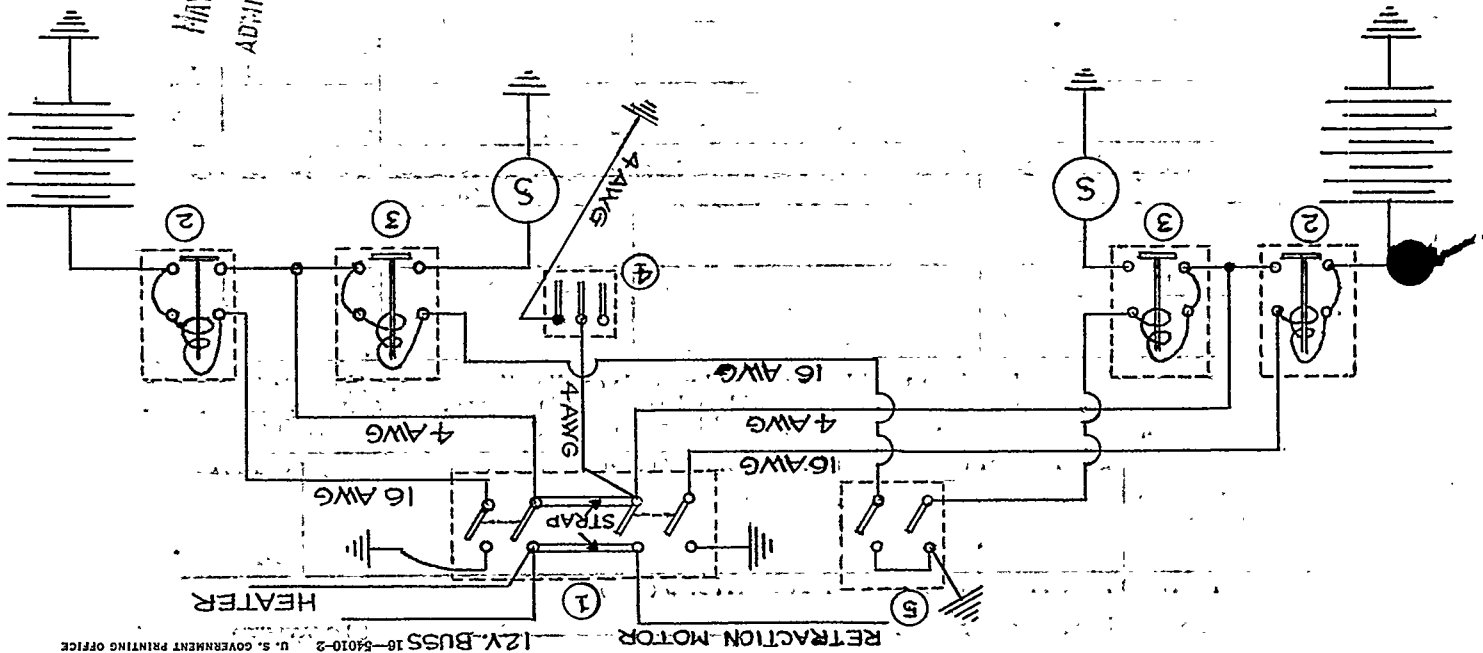 U. S. GOVERNMENT PRINTING OFFICE 16—54010-2
RETRACTION MOTOR
12V. BUSS
HEATER
5
1
STRAP
16 AWG
16 AWG
4 AWG
4 AWG
4 AWG
16 AWG
4
4 AWG
2
3
3
2
S
S